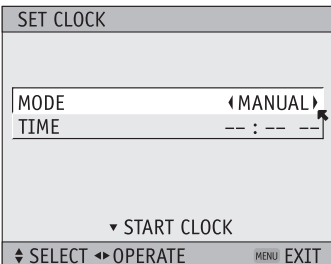 SET CLOCK
MODE ◂MANUAL▸
TIME --:-- --
▾ START CLOCK
SELECT ◂▸OPERATE MENU EXIT